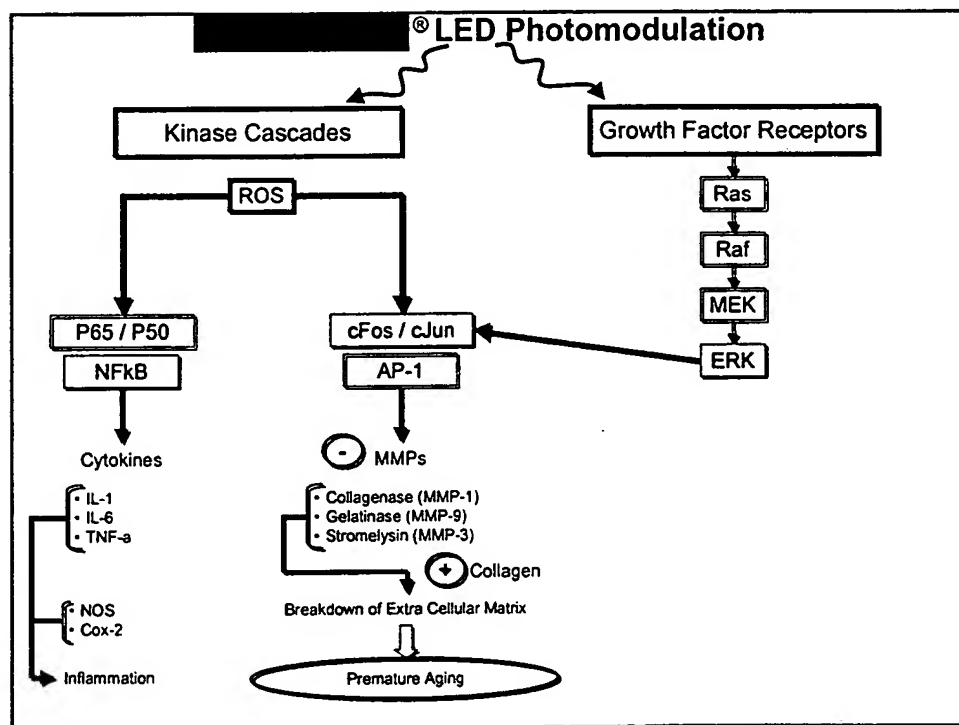 ® LED Photomodulation
Kinase Cascades
Growth Factor Receptors
ROS
Ras
Raf
MEK
ERK
P65 / P50
NFkB
cFos / cJun
AP-1
Cytokines
• IL-1
• IL-6
• TNF-a
• NOS
• Cox-2
Inflammation
- MMPs
• Collagenase (MMP-1)
• Gelatinase (MMP-9)
• Stromelysin (MMP-3)
+ Collagen
Breakdown of Extra Cellular Matrix
Premature Aging